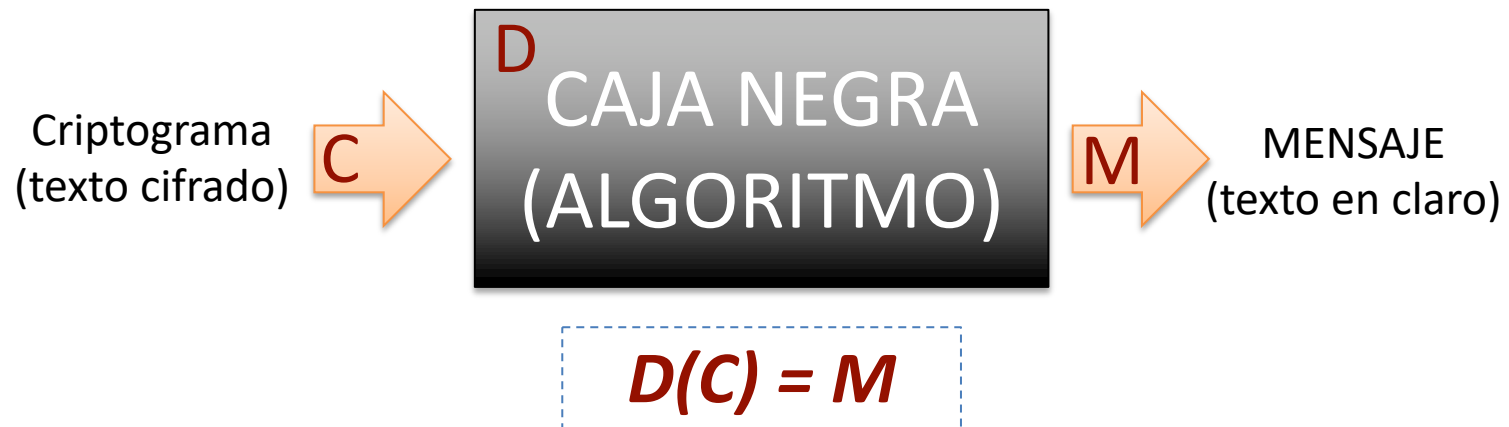 Criptograma
(texto cifrado)
C
D
CAJA NEGRA
(ALGORITMO)
M
MENSAJE
(texto en claro)
D(C) = M